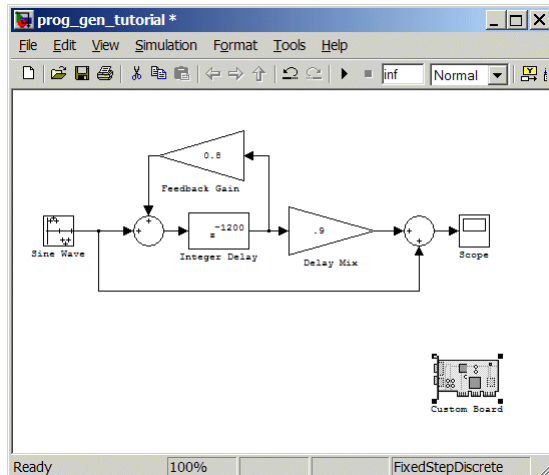 prog_gen_tutorial *
File Edit View Simulation Format Tools Help
inf Normal
0.8
Feedback Gain
Sine Wave
z-1200
Integer Delay
.9
Delay Mix
Scope
Custom Board
Ready 100% FixedStepDiscrete